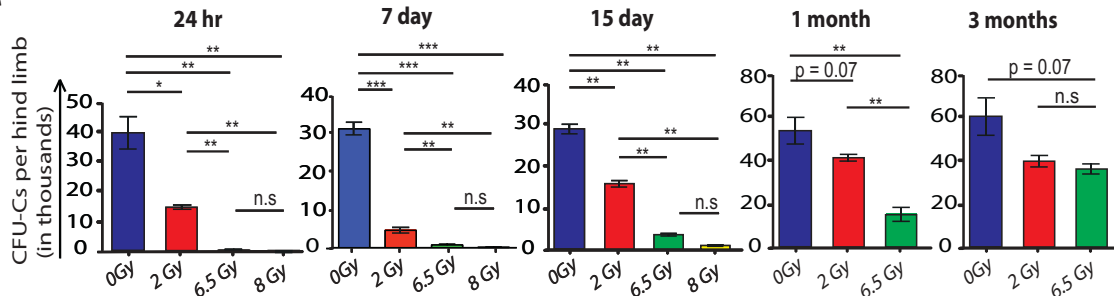 24 hr
7 day
15 day
1 month
3 months
CFU-Cs per hind limb
(in thousands)
**
**
*
**
**
n.s
50
40
30
20
10
0
0Gy
2 Gy
6.5 Gy
8 Gy
***
***
***
**
**
n.s
40
30
20
10
0
0Gy
2 Gy
6.5 Gy
8 Gy
**
**
**
**
**
n.s
40
30
20
10
0
0Gy
2 Gy
6.5 Gy
8 Gy
**
p = 0.07
**
80
60
40
20
0
0Gy
2 Gy
6.5 Gy
p = 0.07
n.s
80
60
40
20
0
0Gy
2 Gy
6.5 Gy